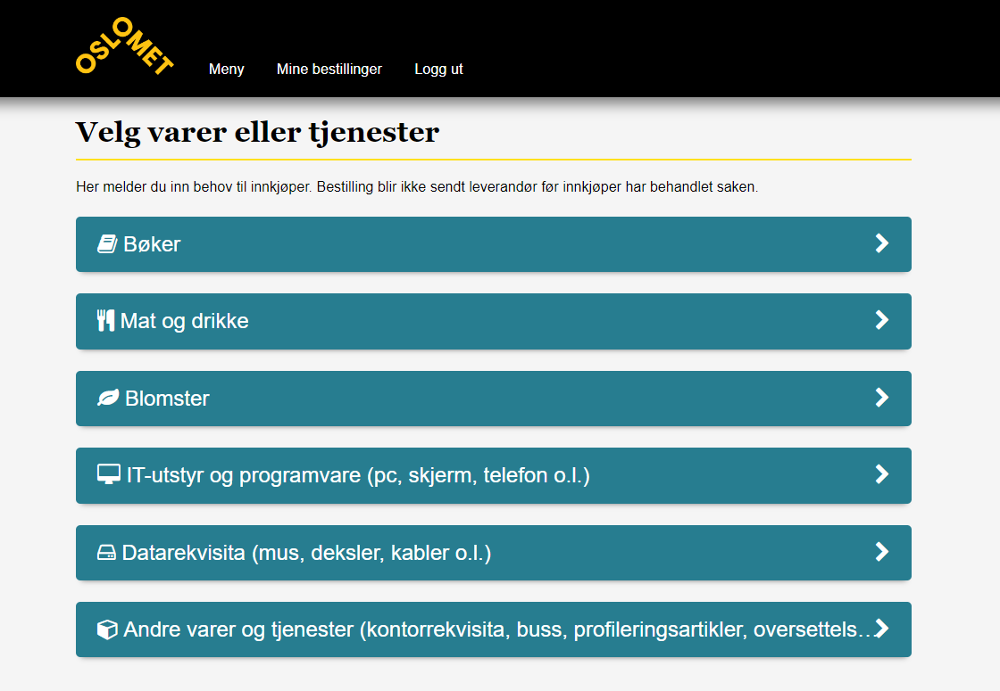 OSLOMET
Meny Mine bestillinger Logg ut
Velg varer eller tjenester
Her melder du inn behov til innkjøper. Bestilling blir ikke sendt leverandør før innkjøper har behandlet saken.
Bøker
Mat og drikke
Blomster
IT-utstyr og programvare (pc, skjerm, telefon o.l.)
Datarekvisita (mus, deksler, kabler o.l.)
Andre varer og tjenester (kontorrekvisita, buss, profileringsartikler, oversettels...